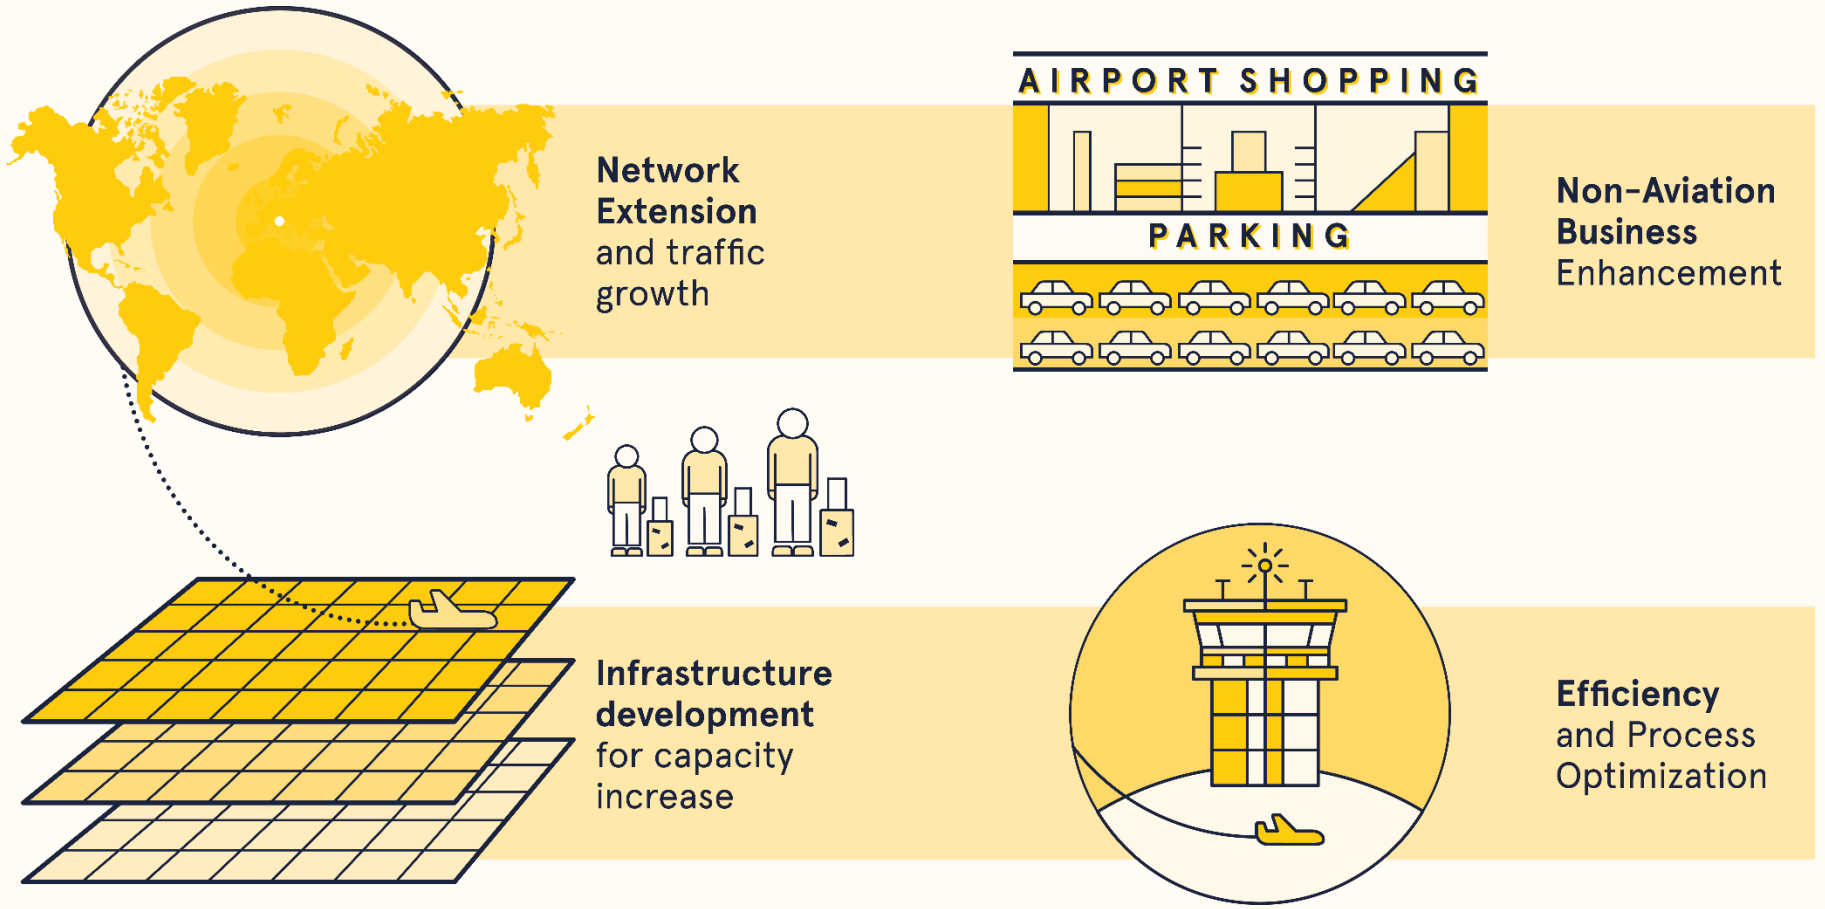 Network
Extension
and traffic
growth
AIRPORT SHOPPING
PARKING
Non-Aviation
Business
Enhancement
Infrastructure
development
for capacity
increase
Efficiency
and Process
Optimization